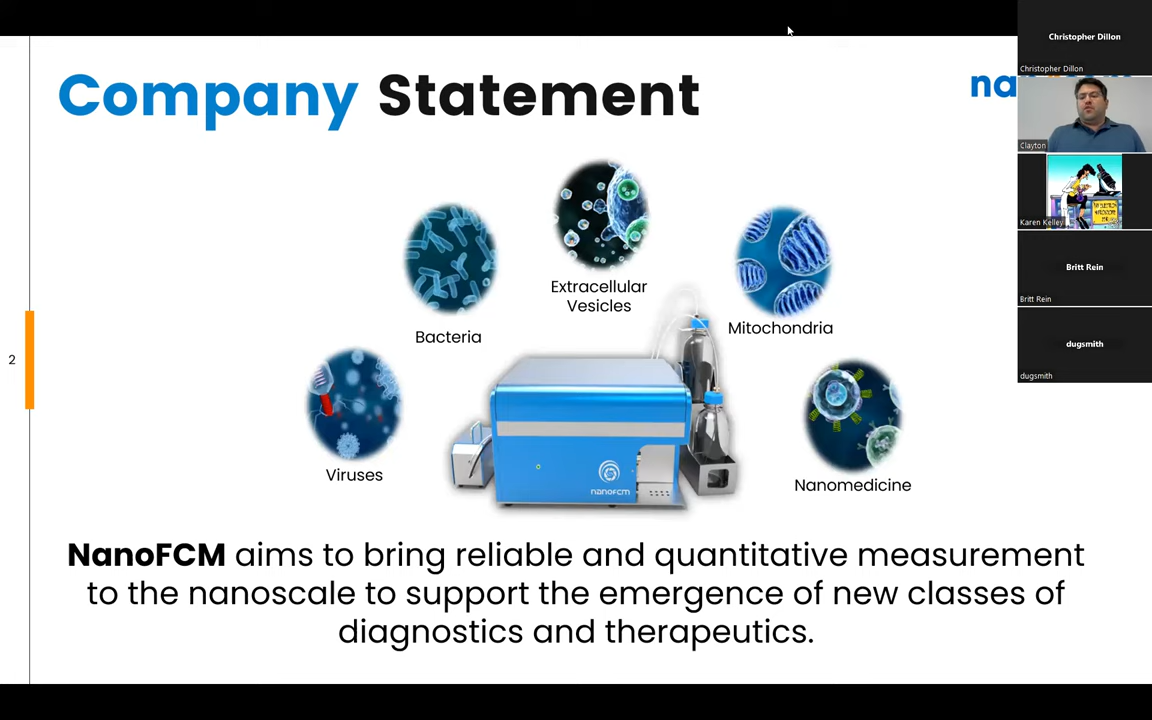 Company Statement
Christopher Dillon
Christopher Dillon
Clayton
Karen Kelley
Britt Rein
Britt Rein
dugsmith
dugsmith
Extracellular
Vesicles
Bacteria
Mitochondria
Viruses
Nanomedicine
nanoFCM
2
NanoFCM aims to bring reliable and quantitative measurement
to the nanoscale to support the emergence of new classes of
diagnostics and therapeutics.